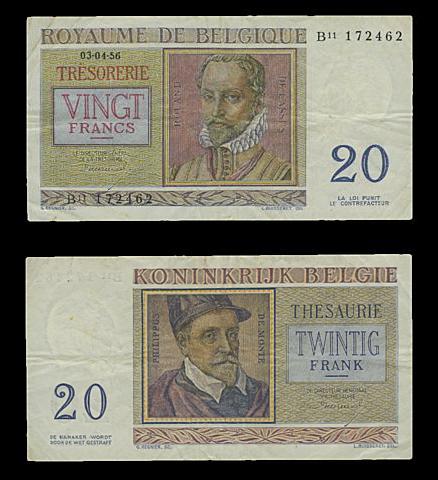 ROYAUME DE BELGIQUE
B11 172462
03-04-56
TRÉSORERIE
VINGT
FRANCS
ROLAND
DE LASSUS
B11 172462
20
LA LOI PUNIT
LE CONTREFACTEUR
KONINKRIJK BELGIE
PHILIPPUS
DE MONTE
THESAURIE
TWINTIG
FRANK
20
DE NAMAKER WORDT
DOOR DE WET GESTRAFT